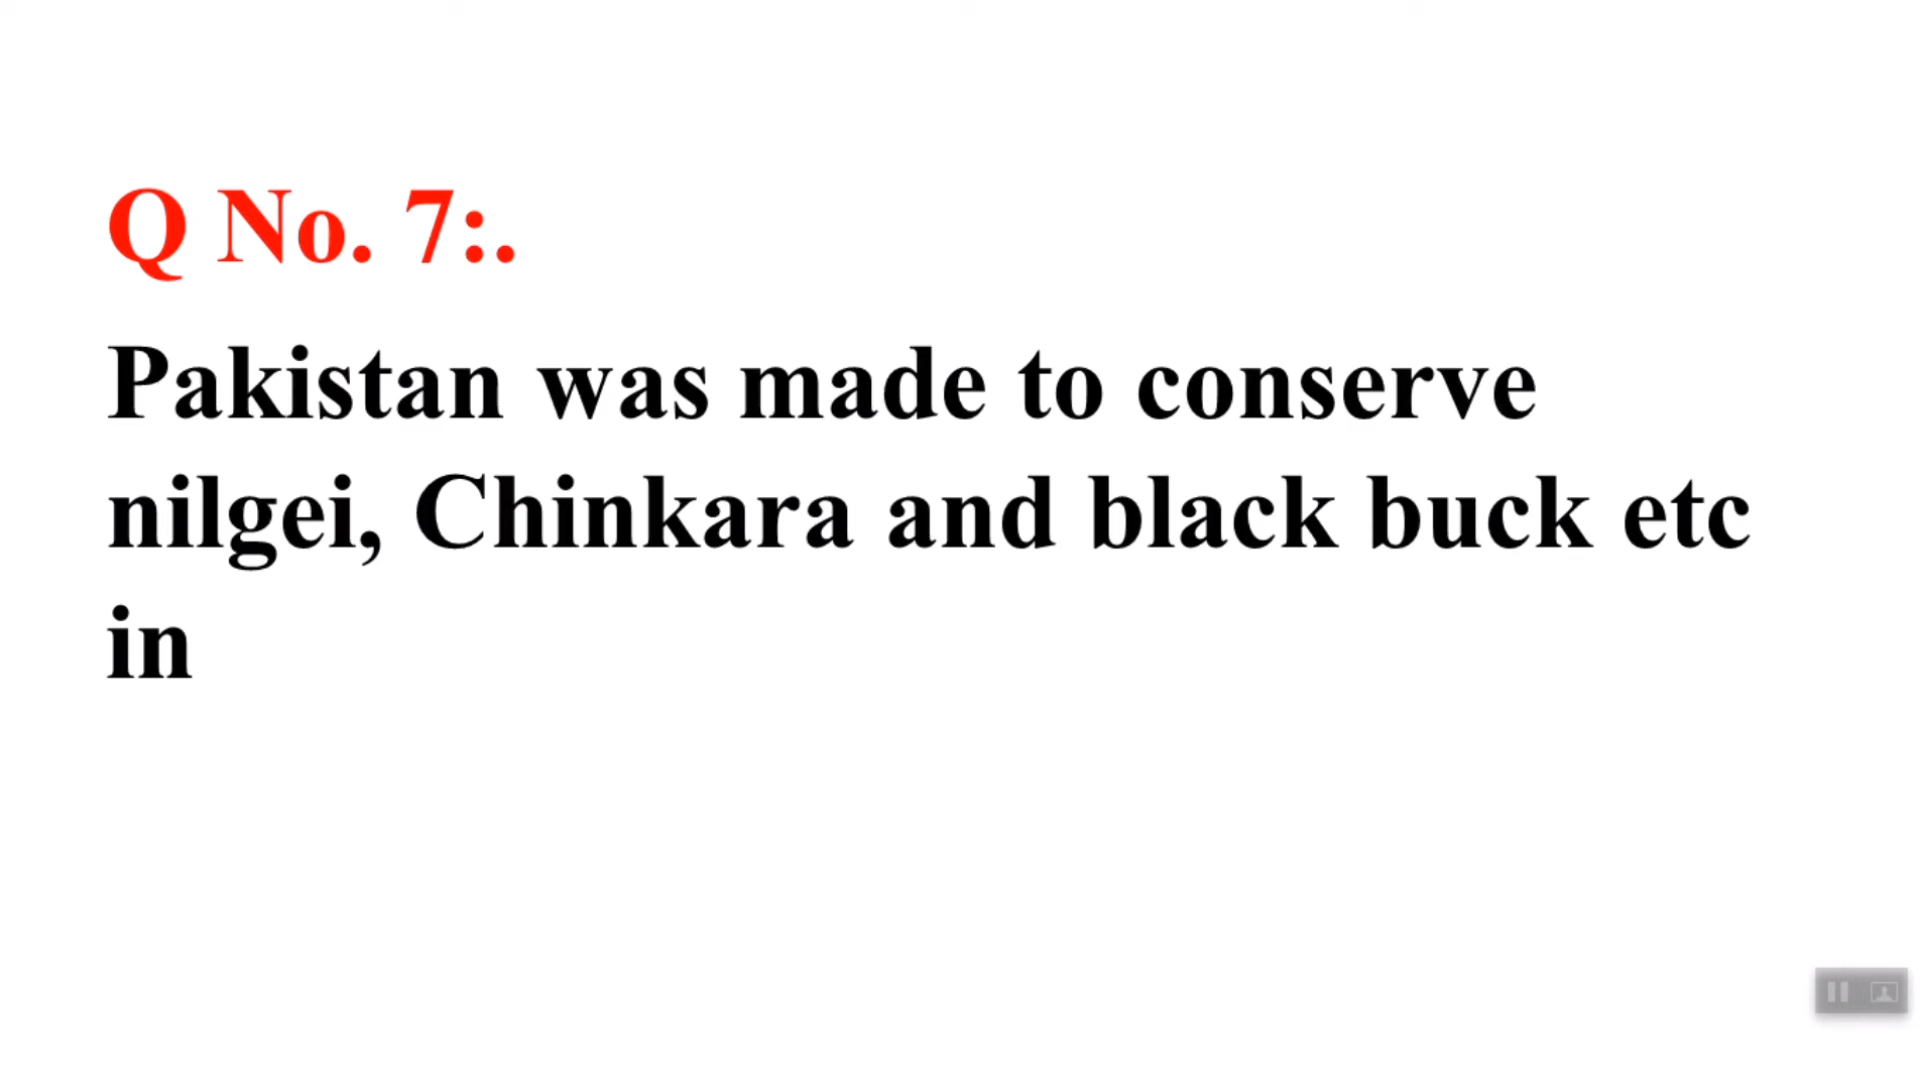 Q No. 7:.
Pakistan was made to conserve
nilgei, Chinkara and black buck etc
in